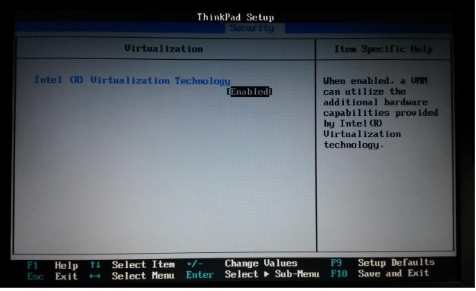 ThinkPad Setup
Security
Virtualization
Item Specific Help
Intel (R) Virtualization Technology
[Enabled]
When enabled, a VMM
can utilize the
additional hardware
capabilities provided
by Intel(R)
Virtualization
technology.
F1 Help ↑↓ Select Item +/- Change Values F9 Setup Defaults
Esc Exit ↔ Select Menu Enter Select ▸ Sub-Menu F10 Save and Exit